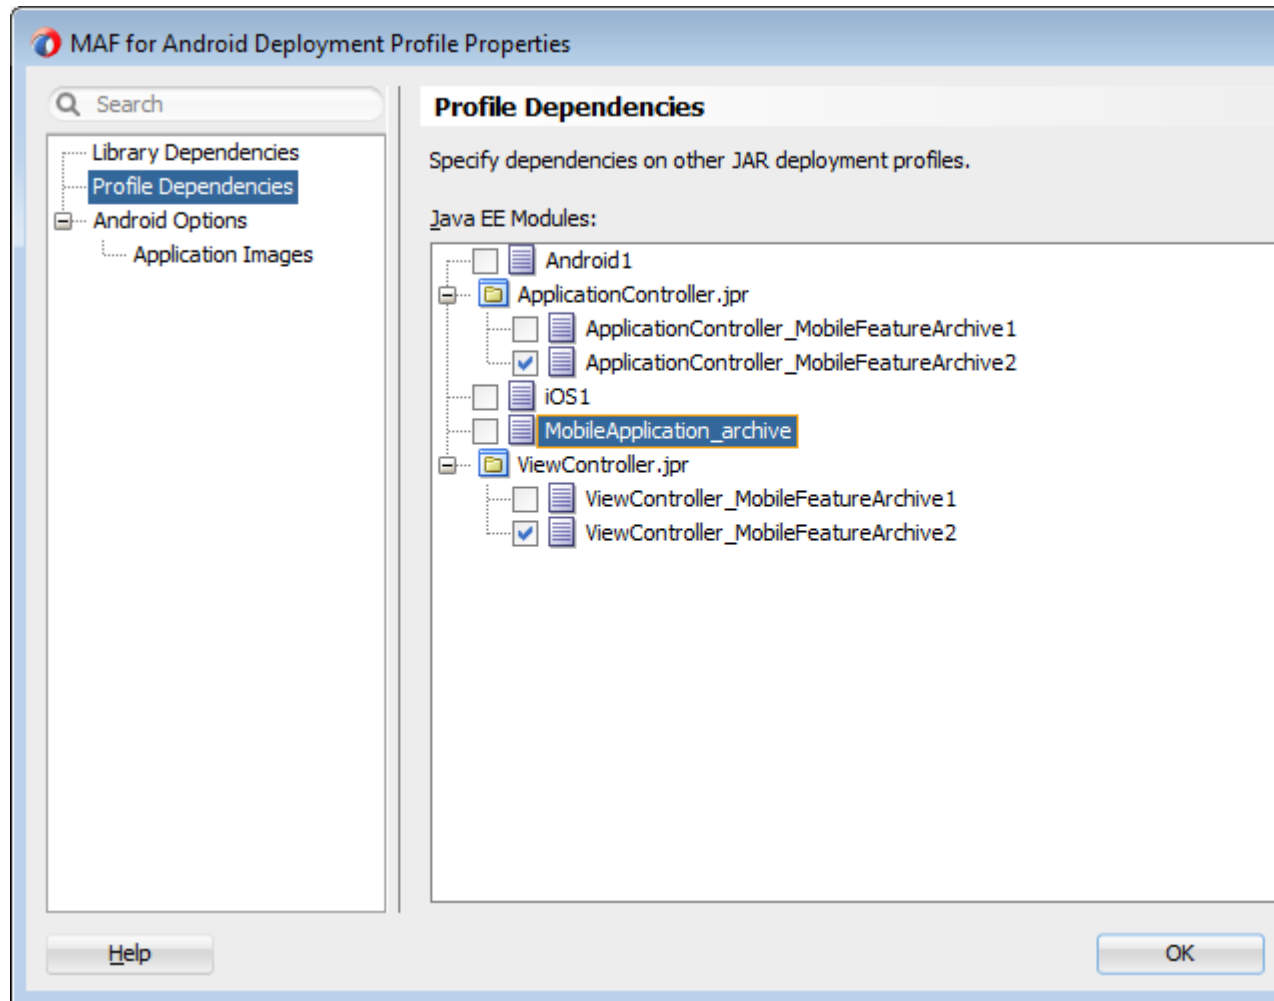 MAF for Android Deployment Profile Properties
Search
Library Dependencies
Profile Dependencies
Android Options
Application Images
Profile Dependencies
Specify dependencies on other JAR deployment profiles.
Java EE Modules:
Android1
ApplicationController.jpr
ApplicationController_MobileFeatureArchive1
ApplicationController_MobileFeatureArchive2
iOS1
MobileApplication_archive
ViewController.jpr
ViewController_MobileFeatureArchive1
ViewController_MobileFeatureArchive2
Help
OK